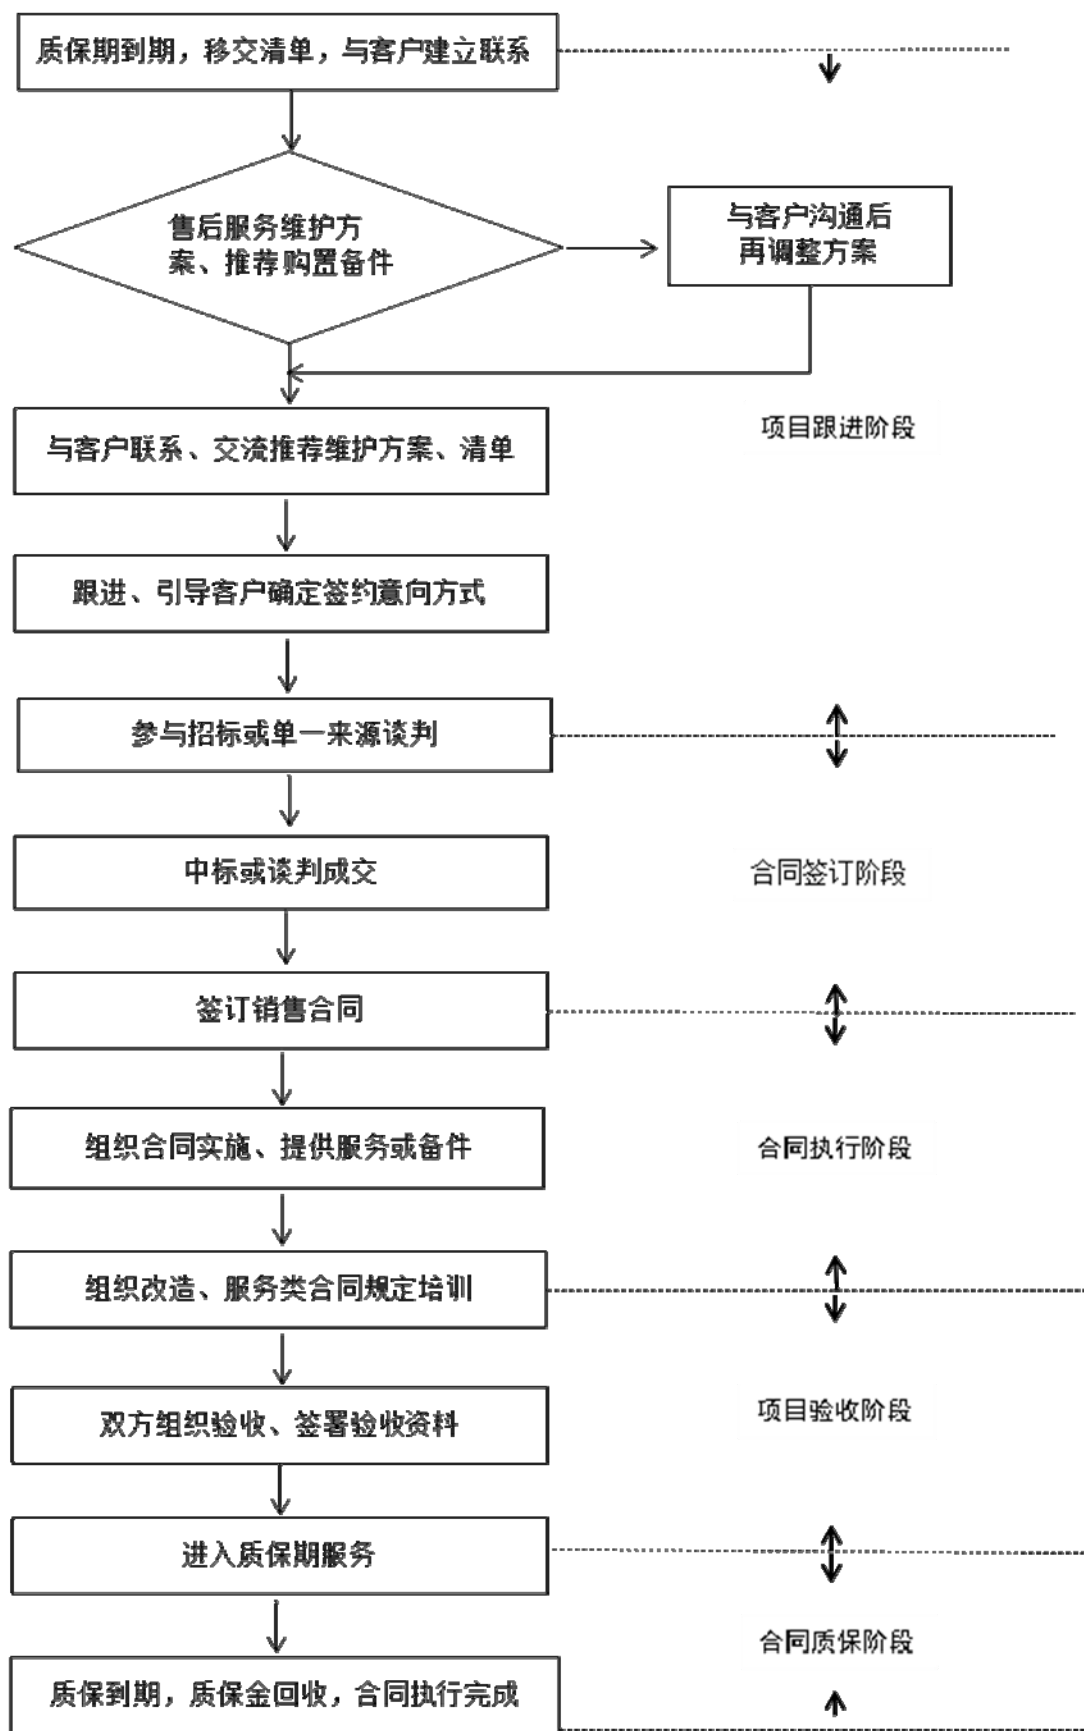 质保期到期，移交清单，与客户建立联系
售后服务维护方
案、推荐购置备件
与客户沟通后
再调整方案
与客户联系、交流推荐维护方案、清单
项目跟进阶段
跟进、引导客户确定签约意向方式
参与招标或单一来源谈判
中标或谈判成交
合同签订阶段
签订销售合同
组织合同实施、提供服务或备件
合同执行阶段
组织改造、服务类合同规定培训
双方组织验收、签署验收资料
项目验收阶段
进入质保期服务
合同质保阶段
质保到期，质保金回收，合同执行完成